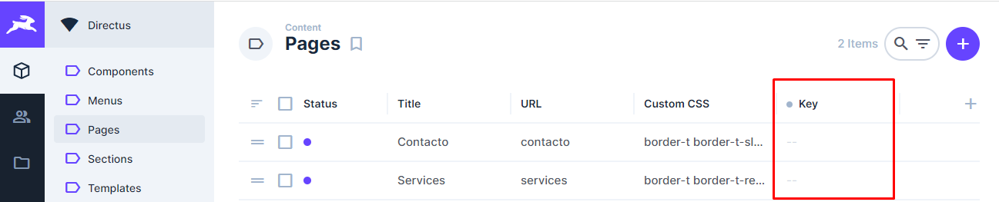 Directus
Components
Menus
Pages
Sections
Templates
Content
Pages
2 Items
Status Title URL Custom CSS Key
Contacto contacto border-t border-t-sl... --
Services services border-t border-t-re... --